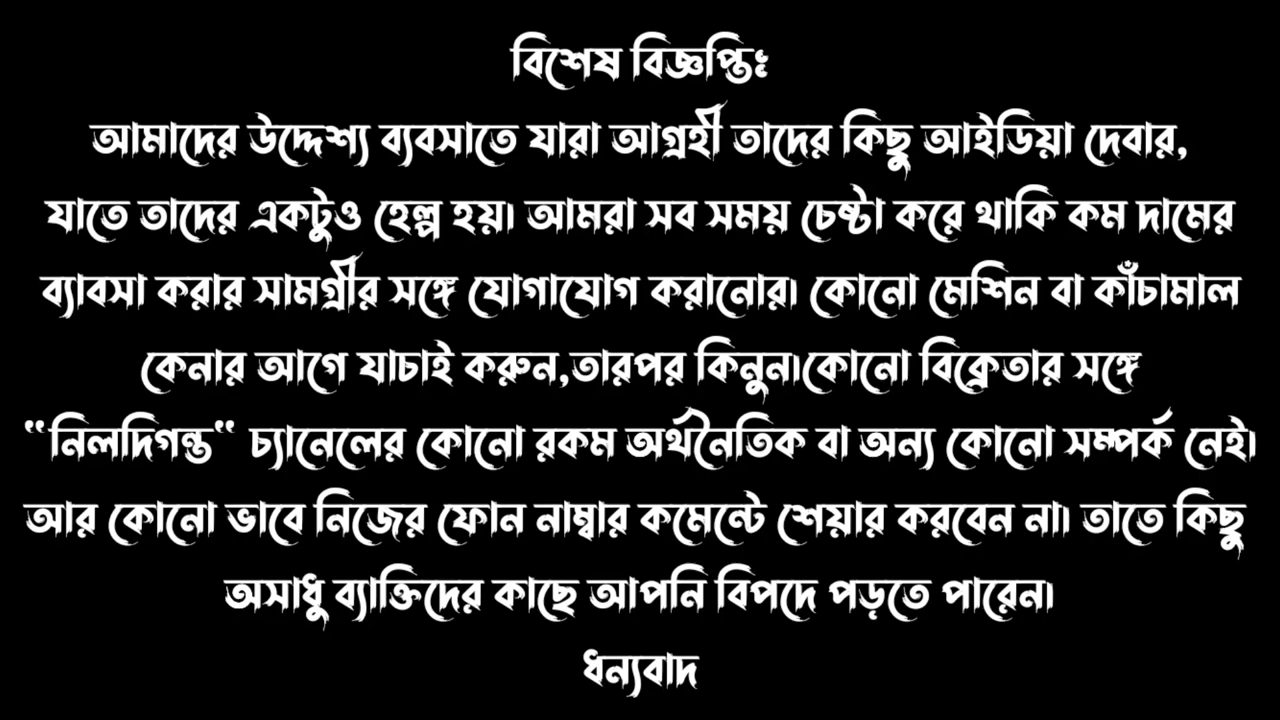 বিশেষ বিজ্ঞপ্তিঃ
আমাদের উদ্দেশ্য ব্যবসাতে যারা আগ্রহী তাদের কিছু আইডিয়া দেবার,
যাতে তাদের একটুও হেল্প হয়। আমরা সব সময় চেষ্টা করে থাকি কম দামের
ব্যাবসা করার সামগ্রীর সঙ্গে যোগাযোগ করানোর। কোনো মেশিন বা কাঁচামাল
কেনার আগে যাচাই করুন,তারপর কিনুন।কোনো বিক্রেতার সঙ্গে
"নিলদিগন্ত" চ্যানেলের কোনো রকম অর্থনৈতিক বা অন্য কোনো সম্পর্ক নেই।
আর কোনো ভাবে নিজের ফোন নাম্বার কমেন্টে শেয়ার করবেন না। তাতে কিছু
অসাধু ব্যাক্তিদের কাছে আপনি বিপদে পড়তে পারেন।
ধন্যবাদ